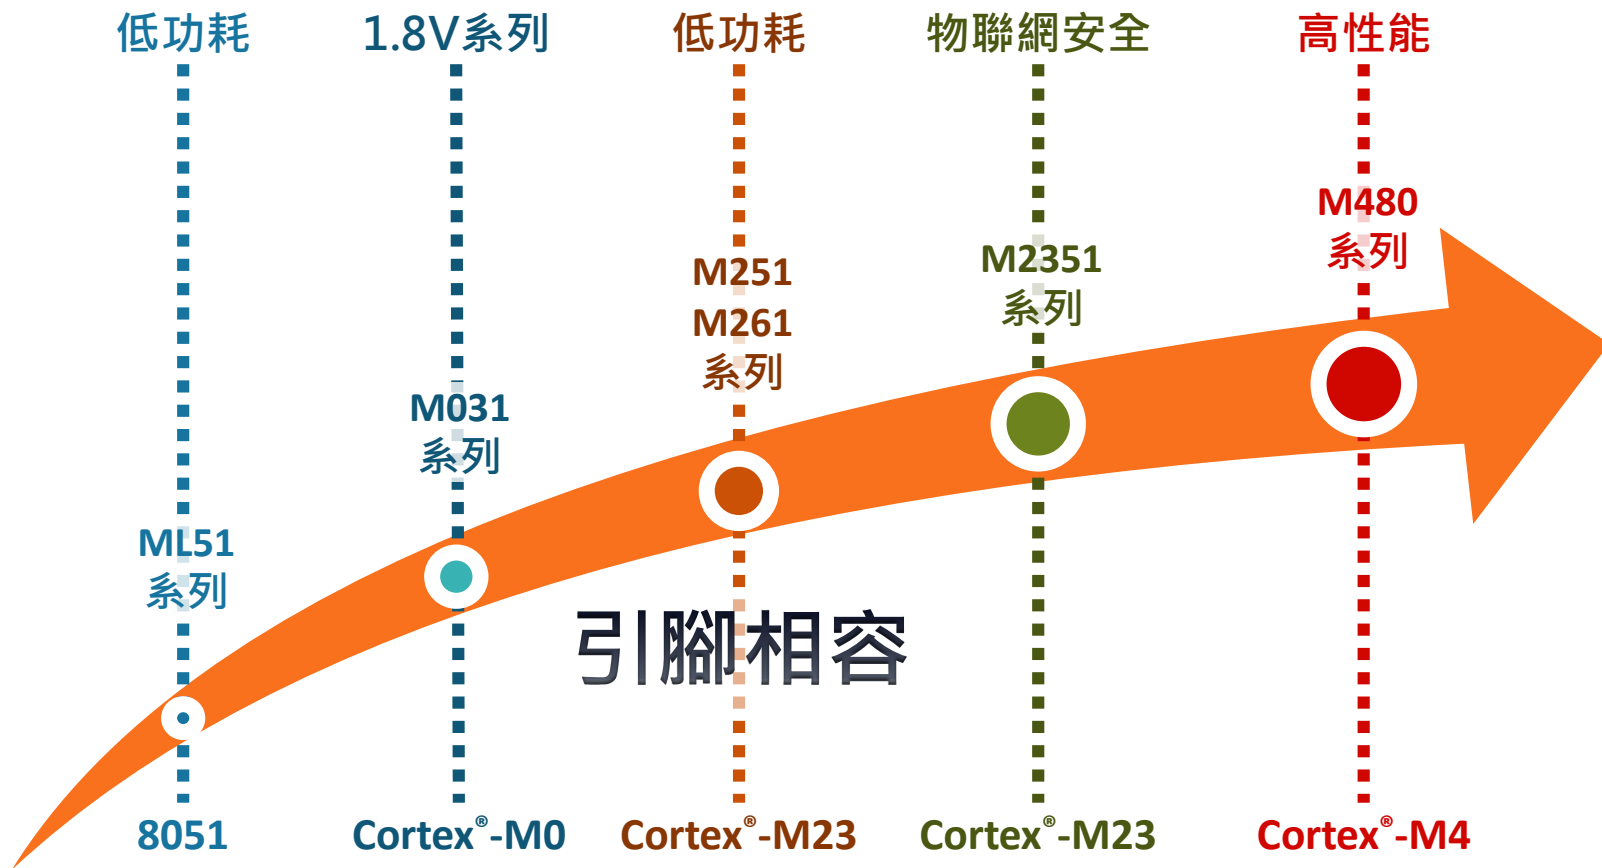 低功耗
1.8V系列
低功耗
物聯網安全
高性能
M480
系列
M2351
系列
M251
M261
系列
M031
系列
ML51
系列
引腳相容
8051
Cortex®-M0
Cortex®-M23
Cortex®-M23
Cortex®-M4